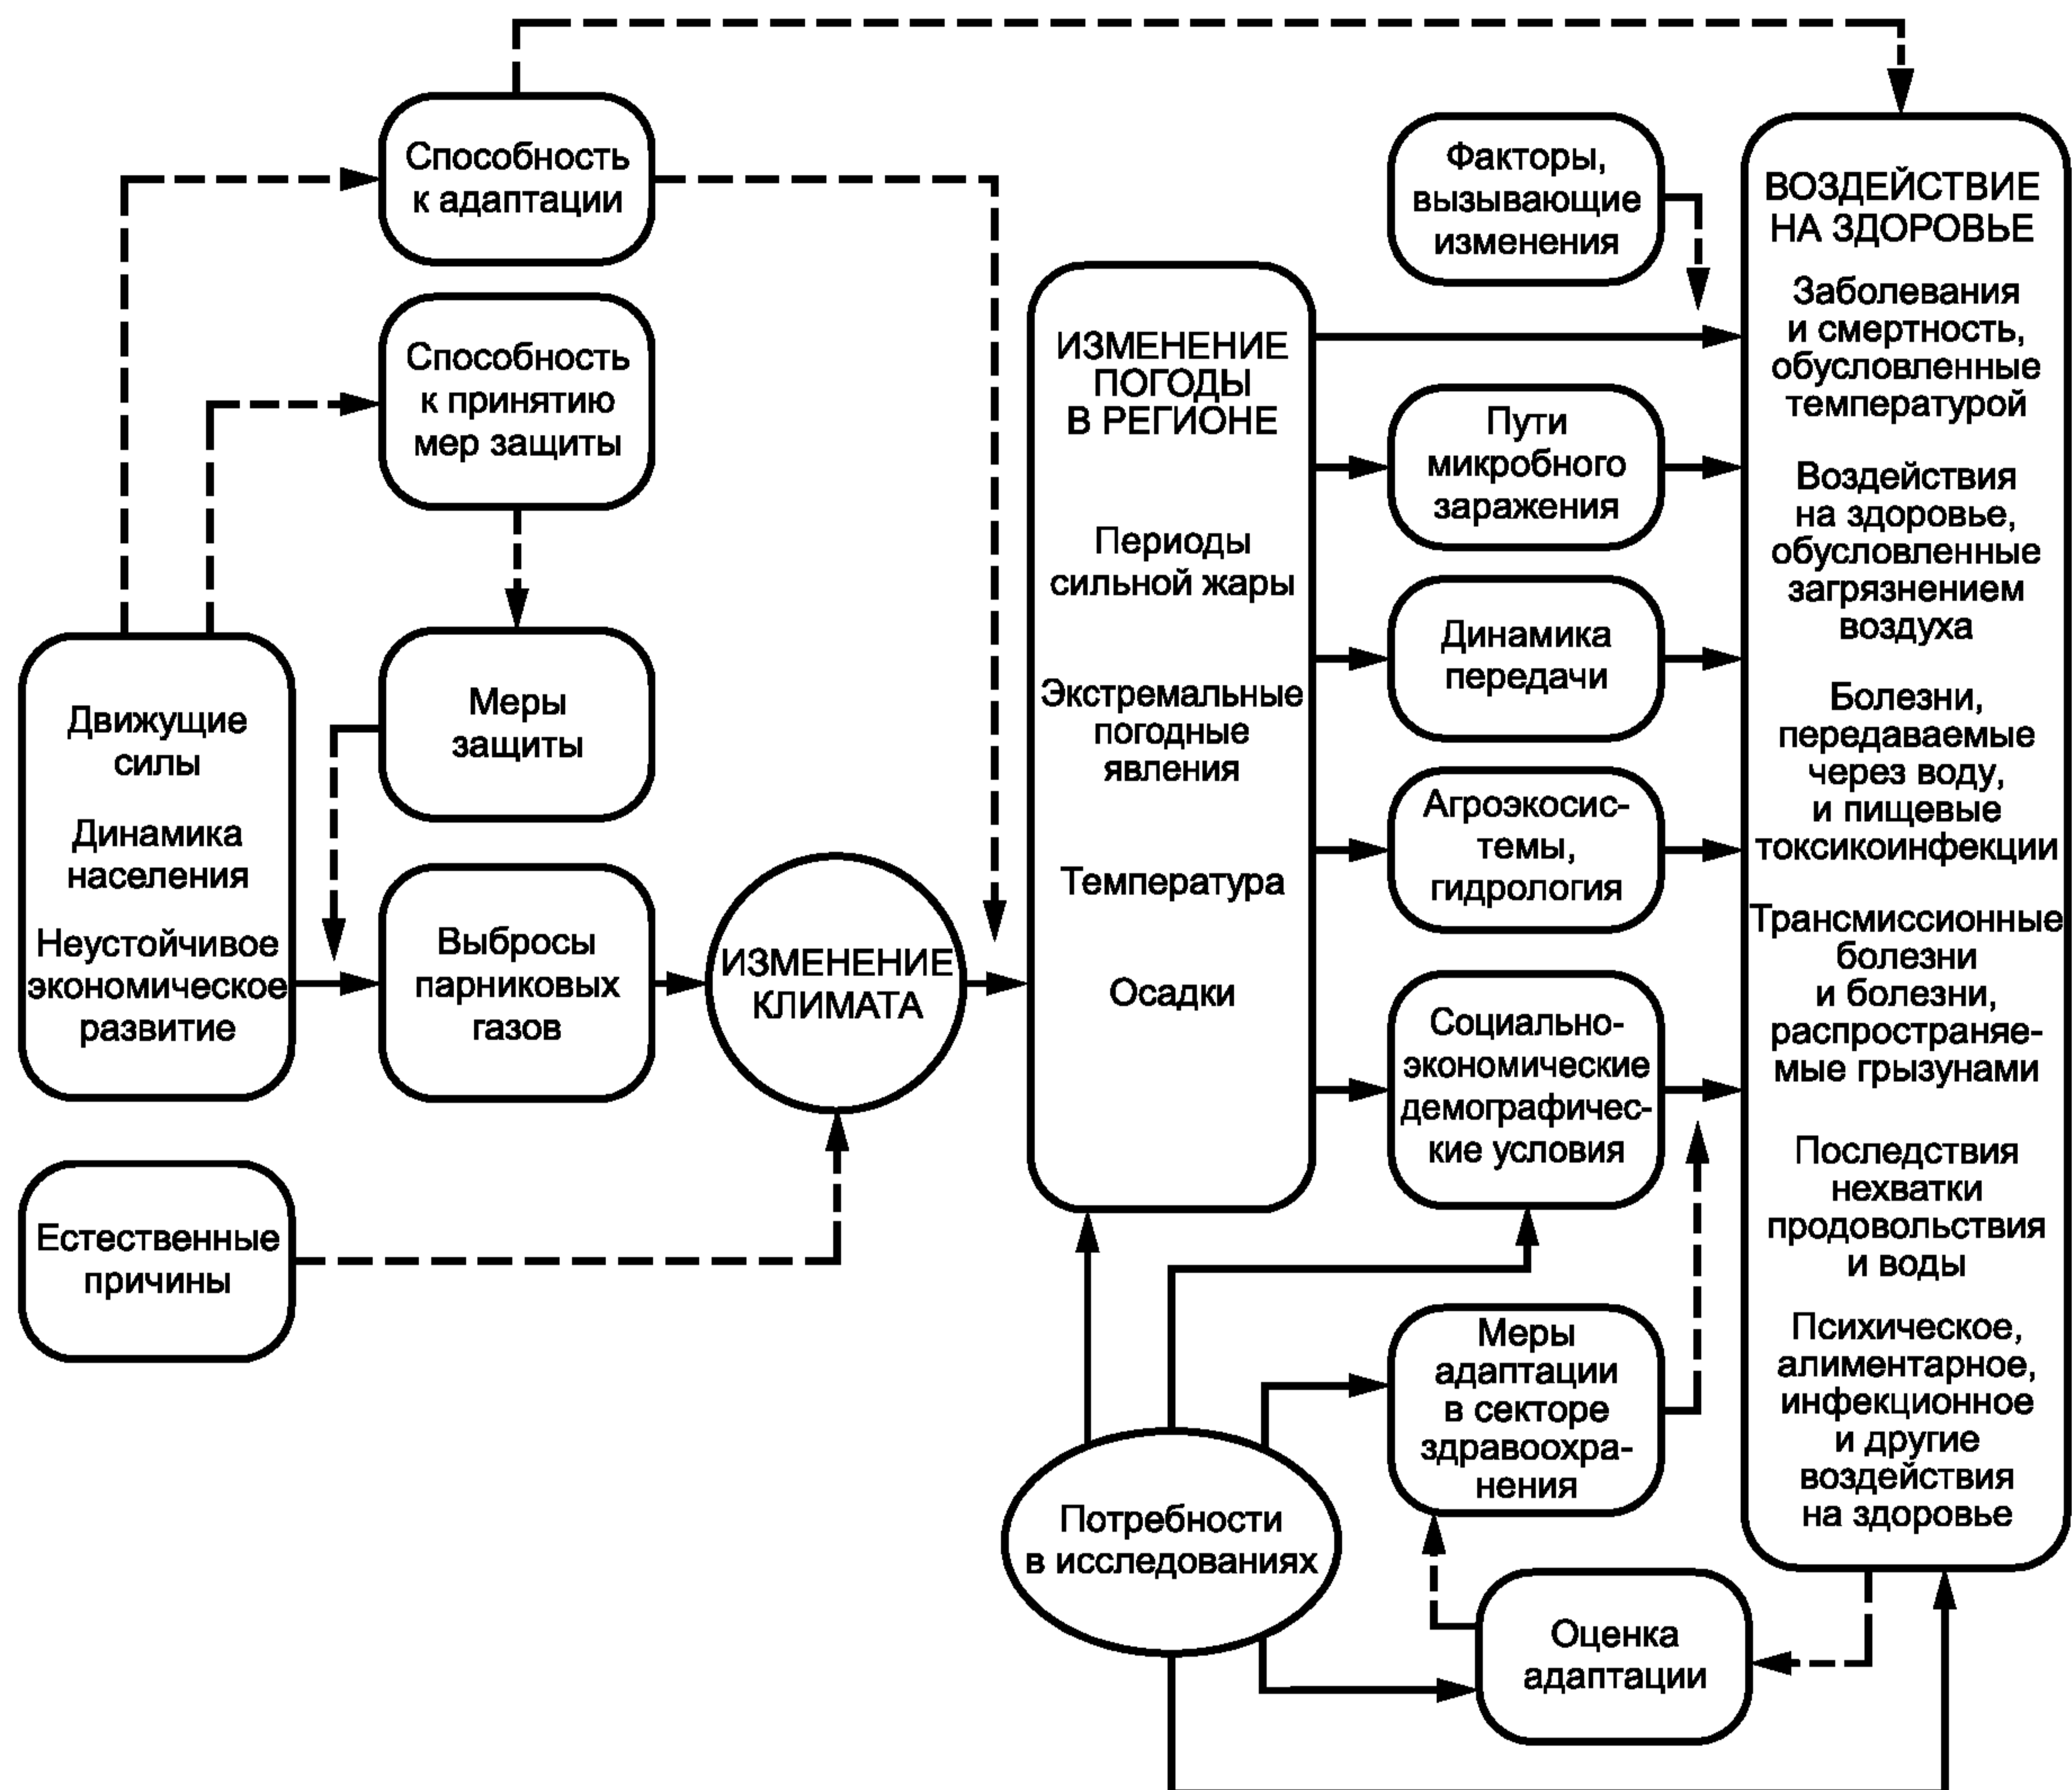 Способность
к адаптации
Способность
к принятию
мер защиты
Меры
защиты
Движущие
силы
Динамика
населения
Неустойчивое
экономическое
развитие
Выбросы
парниковых
газов
Естественные
причины
ИЗМЕНЕНИЕ
КЛИМАТА
ИЗМЕНЕНИЕ
ПОГОДЫ
В РЕГИОНЕ
Периоды
сильной жары
Экстремальные
погодные
явления
Температура
Осадки
Факторы,
вызывающие
изменения
Пути
микробного
заражения
Динамика
передачи
Агроэкосис-
темы,
гидрология
Социально-
экономические
демографичес-
кие условия
Меры
адаптации
в секторе
здравоохра-
нения
Потребности
в исследованиях
Оценка
адаптации
ВОЗДЕЙСТВИЕ
НА ЗДОРОВЬЕ
Заболевания
и смертность,
обусловленные
температурой
Воздействия
на здоровье,
обусловленные
загрязнением
воздуха
Болезни,
передаваемые
через воду,
и пищевые
токсикоинфекции
Трансмиссионные
болезни
и болезни,
распространяе-
мые грызунами
Последствия
нехватки
продовольствия
и воды
Психическое,
алиментарное,
инфекционное
и другие
воздействия
на здоровье